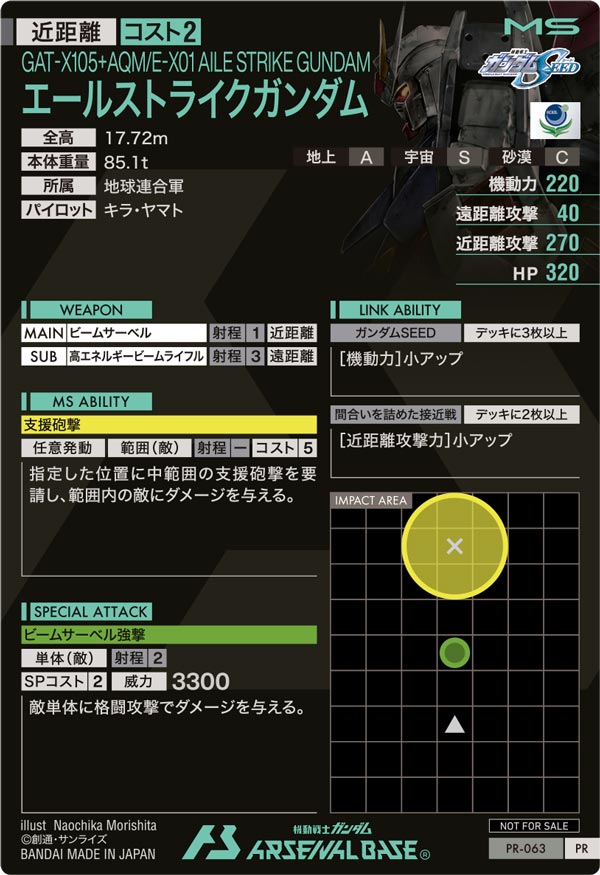 近距離 コスト2
MS
GAT-X105+AQM/E-X01 AILE STRIKE GUNDAM
エールストライクガンダム
機動戦士
ガンダムSEED
全高 17.72m
本体重量 85.1t
所属 地球連合軍
パイロット キラ・ヤマト
地上 A 宇宙 S 砂漠 C
機動力 220
遠距離攻撃 40
近距離攻撃 270
HP 320
WEAPON
MAIN ビームサーベル 射程 1 近距離
SUB 高エネルギービームライフル 射程 3 遠距離
MS ABILITY
支援砲撃
任意発動 範囲(敵) 射程 ー コスト 5
指定した位置に中範囲の支援砲撃を要
請し、範囲内の敵にダメージを与える。
SPECIAL ATTACK
ビームサーベル強撃
単体(敵) 射程 2
SPコスト 2 威力 3300
敵単体に格闘攻撃でダメージを与える。
LINK ABILITY
ガンダムSEED デッキに3枚以上
[機動力]小アップ
間合いを詰めた接近戦 デッキに2枚以上
[近距離攻撃力]小アップ
IMPACT AREA
illust Naochika Morishita
©創通・サンライズ
BANDAI MADE IN JAPAN
機動戦士ガンダム
ARSENAL BASE®
NOT FOR SALE
PR-063 PR